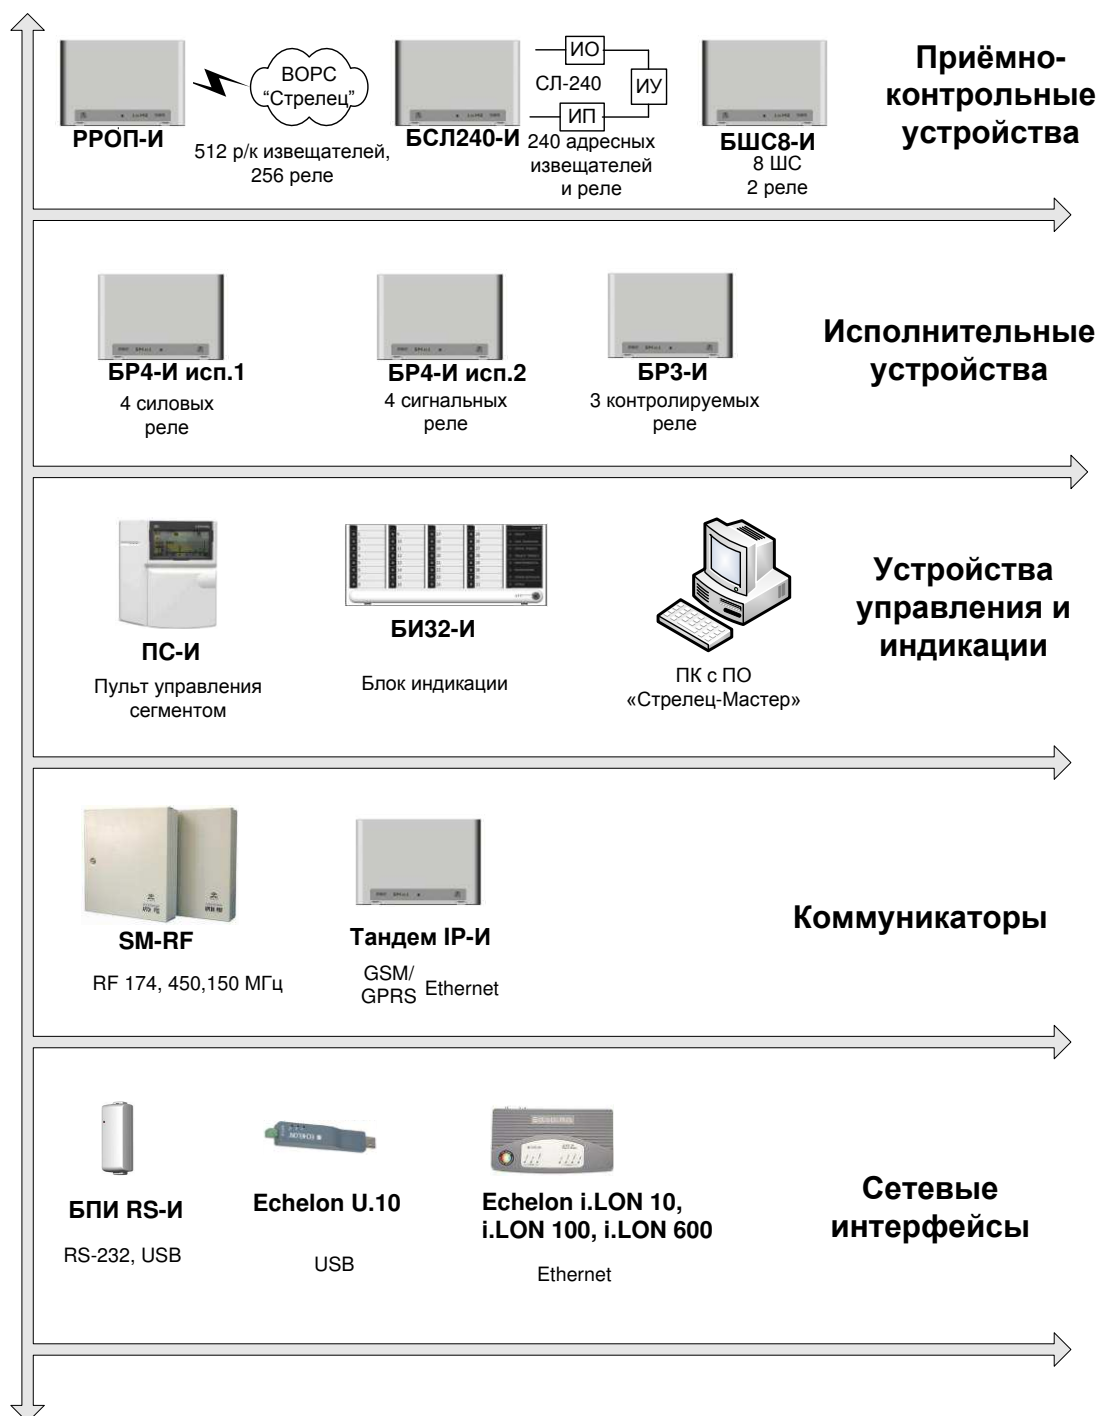 ВОРС
“Стрелец”
РРОП-И
512 р/к извещателей,
256 реле
БСЛ240-И
ИО
СЛ-240
ИУ
ИП
240 адресных
извещателей
и реле
БШС8-И
8 ШС
2 реле
Приёмно-
контрольные
устройства
БР4-И исп.1
4 силовых
реле
БР4-И исп.2
4 сигнальных
реле
БР3-И
3 контролируемых
реле
Исполнительные
устройства
ПС-И
Пульт управления
сегментом
БИ32-И
Блок индикации
ПК с ПО
«Стрелец-Мастер»
Устройства
управления и
индикации
SM-RF
RF 174, 450,150 МГц
Тандем IP-И
GSM/
GPRS
Ethernet
Коммуникаторы
БПИ RS-И
RS-232, USB
ECHELON
Echelon U.10
USB
Echelon i.LON 10,
i.LON 100, i.LON 600
Ethernet
Сетевые
интерфейсы